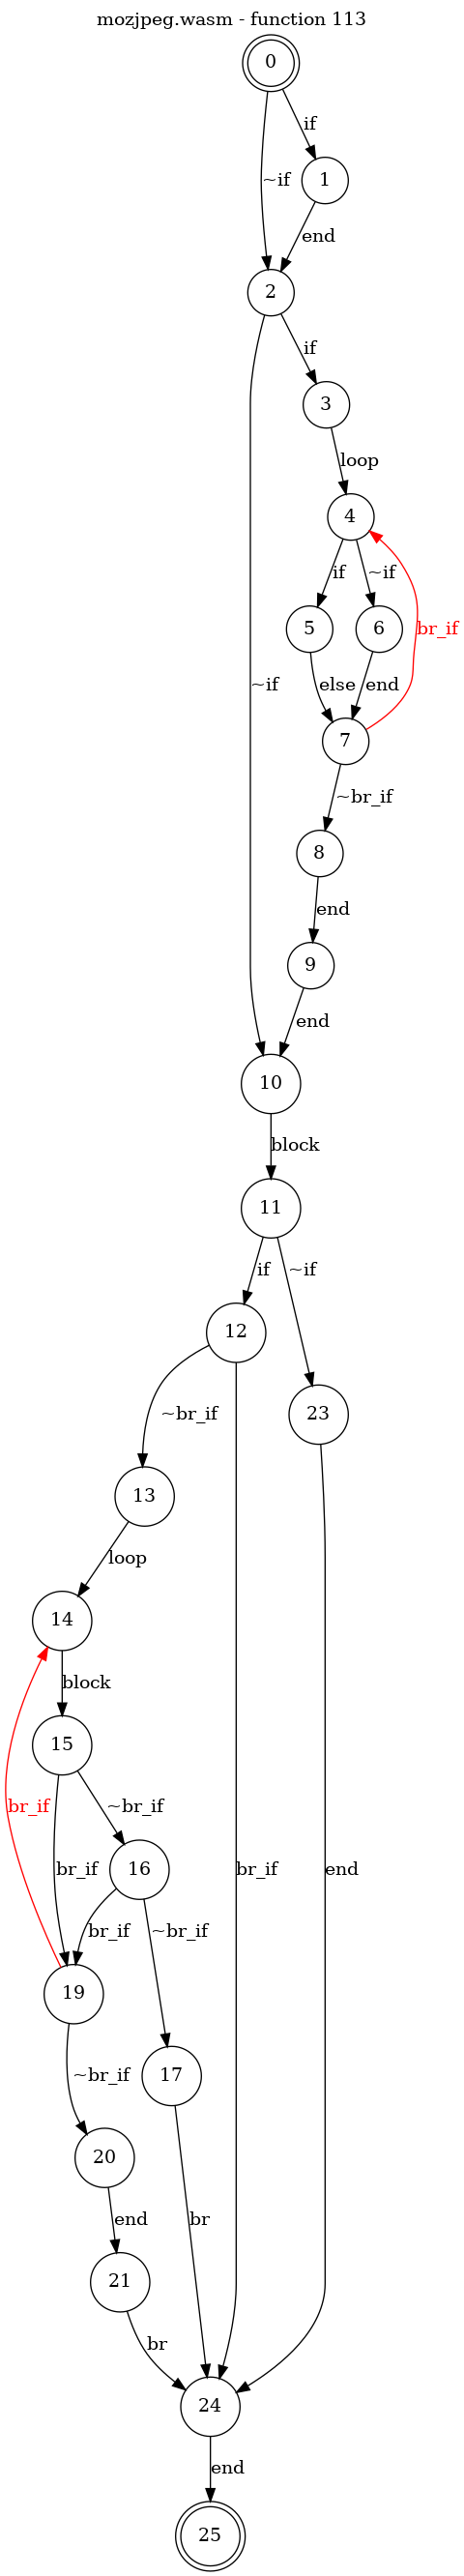 mozjpeg.wasm - function 113
0
if
~if
1
end
2
if
3
~if
loop
4
if
~if
5
6
br_if
else
end
7
~br_if
8
end
9
end
10
block
11
if
~if
12
~br_if
23
13
loop
14
block
15
br_if
~br_if
br_if
16
br_if
end
br_if
~br_if
19
17
~br_if
20
br
end
21
br
24
end
25